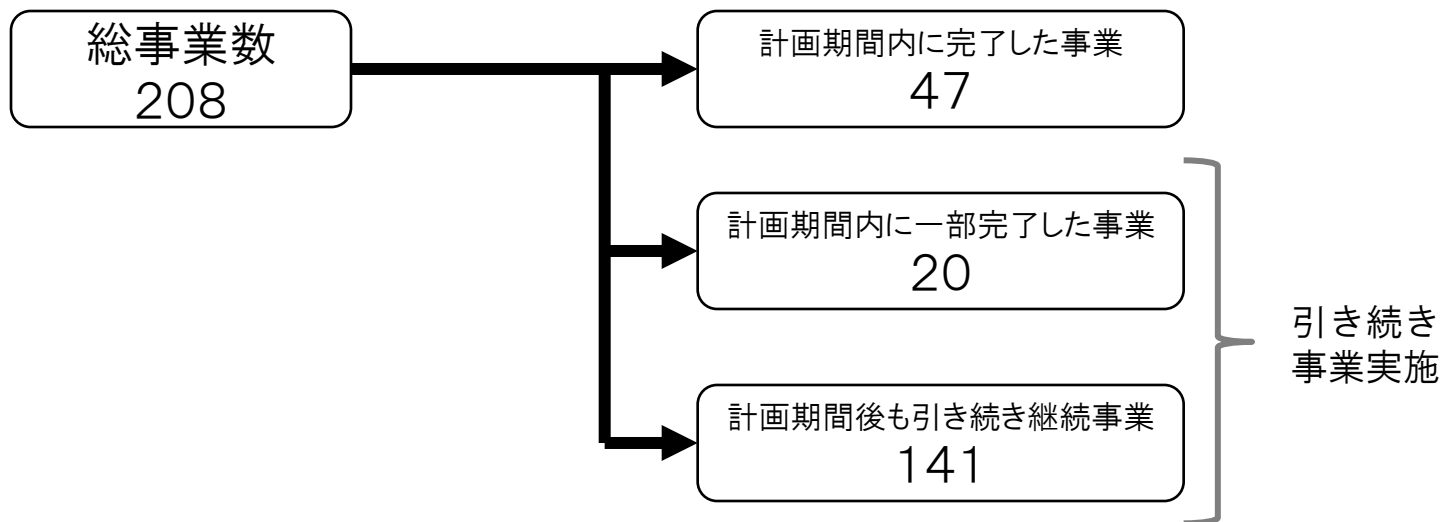 総事業数
208
計画期間内に完了した事業
47
計画期間内に一部完了した事業
20
計画期間後も引き続き継続事業
141
引き続き
事業実施